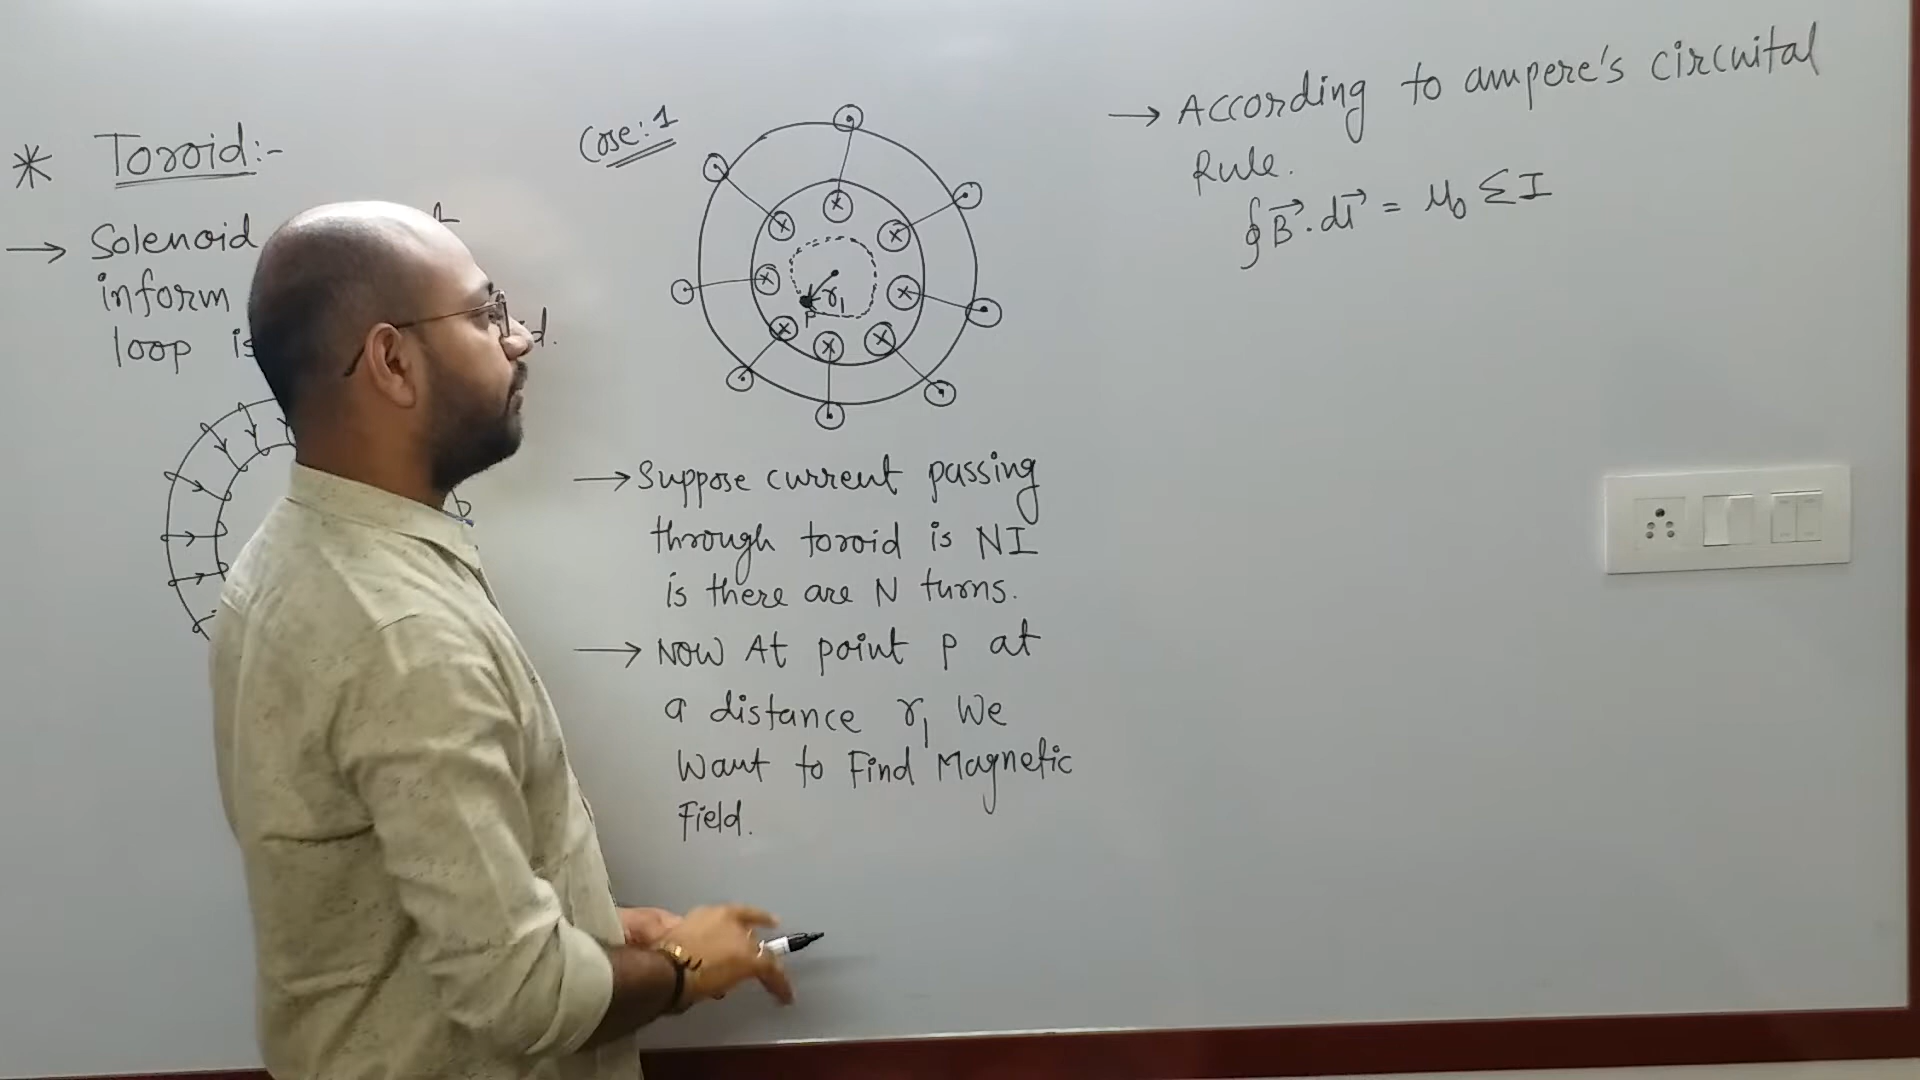 * Toroid:-
→ Solenoid
inform
loop is d.
Case: 1
r₁
P
→ Suppose current passing
through toroid is NI
is there are N turns.
→ Now At point P at
a distance r₁ We
Want to Find Magnetic
Field.
→ According to ampere's circuital
Rule.
∮B⃗·dl⃗ = μ₀ ΣI